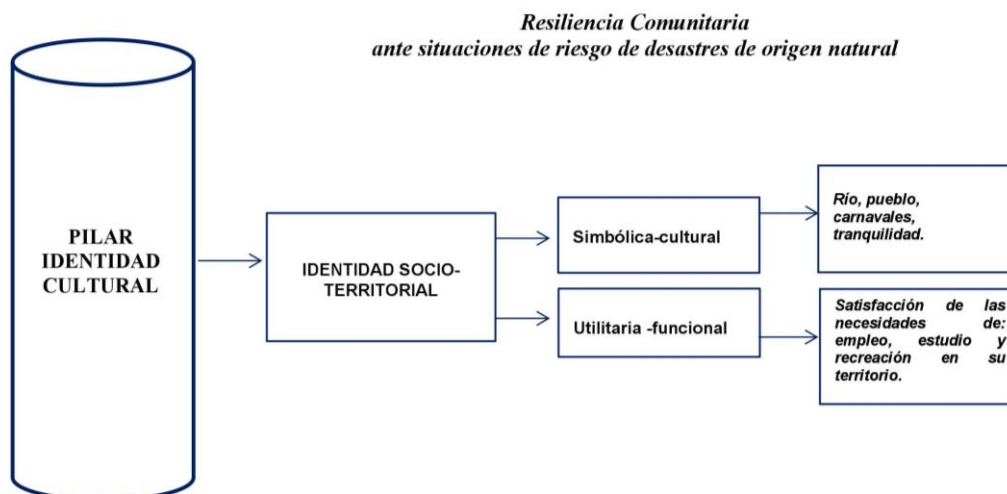 Resiliencia Comunitaria
ante situaciones de riesgo de desastres de origen natural
PILAR
IDENTIDAD
CULTURAL
IDENTIDAD SOCIO-
TERRITORIAL
Simbólica-cultural
Río, pueblo,
carnavales,
tranquilidad.
Utilitaria -funcional
Satisfacción de las
necesidades de:
empleo, estudio y
recreación en su
territorio.